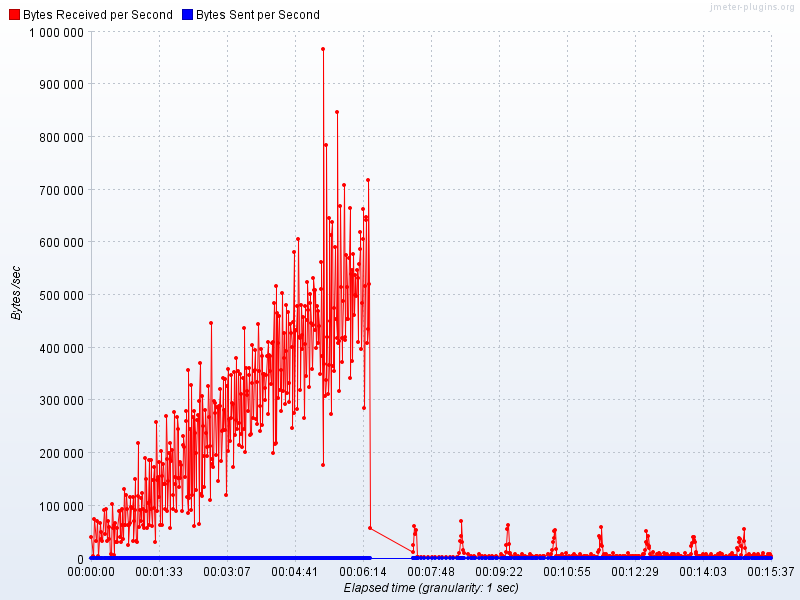 Bytes Received per Second Bytes Sent per Second
jmeter-plugins.org
1 000 000
900 000
800 000
700 000
600 000
500 000
400 000
300 000
200 000
100 000
0
Bytes /sec
00:00:00 00:01:33 00:03:07 00:04:41 00:06:14 00:07:48 00:09:22 00:10:55 00:12:29 00:14:03 00:15:37
Elapsed time (granularity: 1 sec)